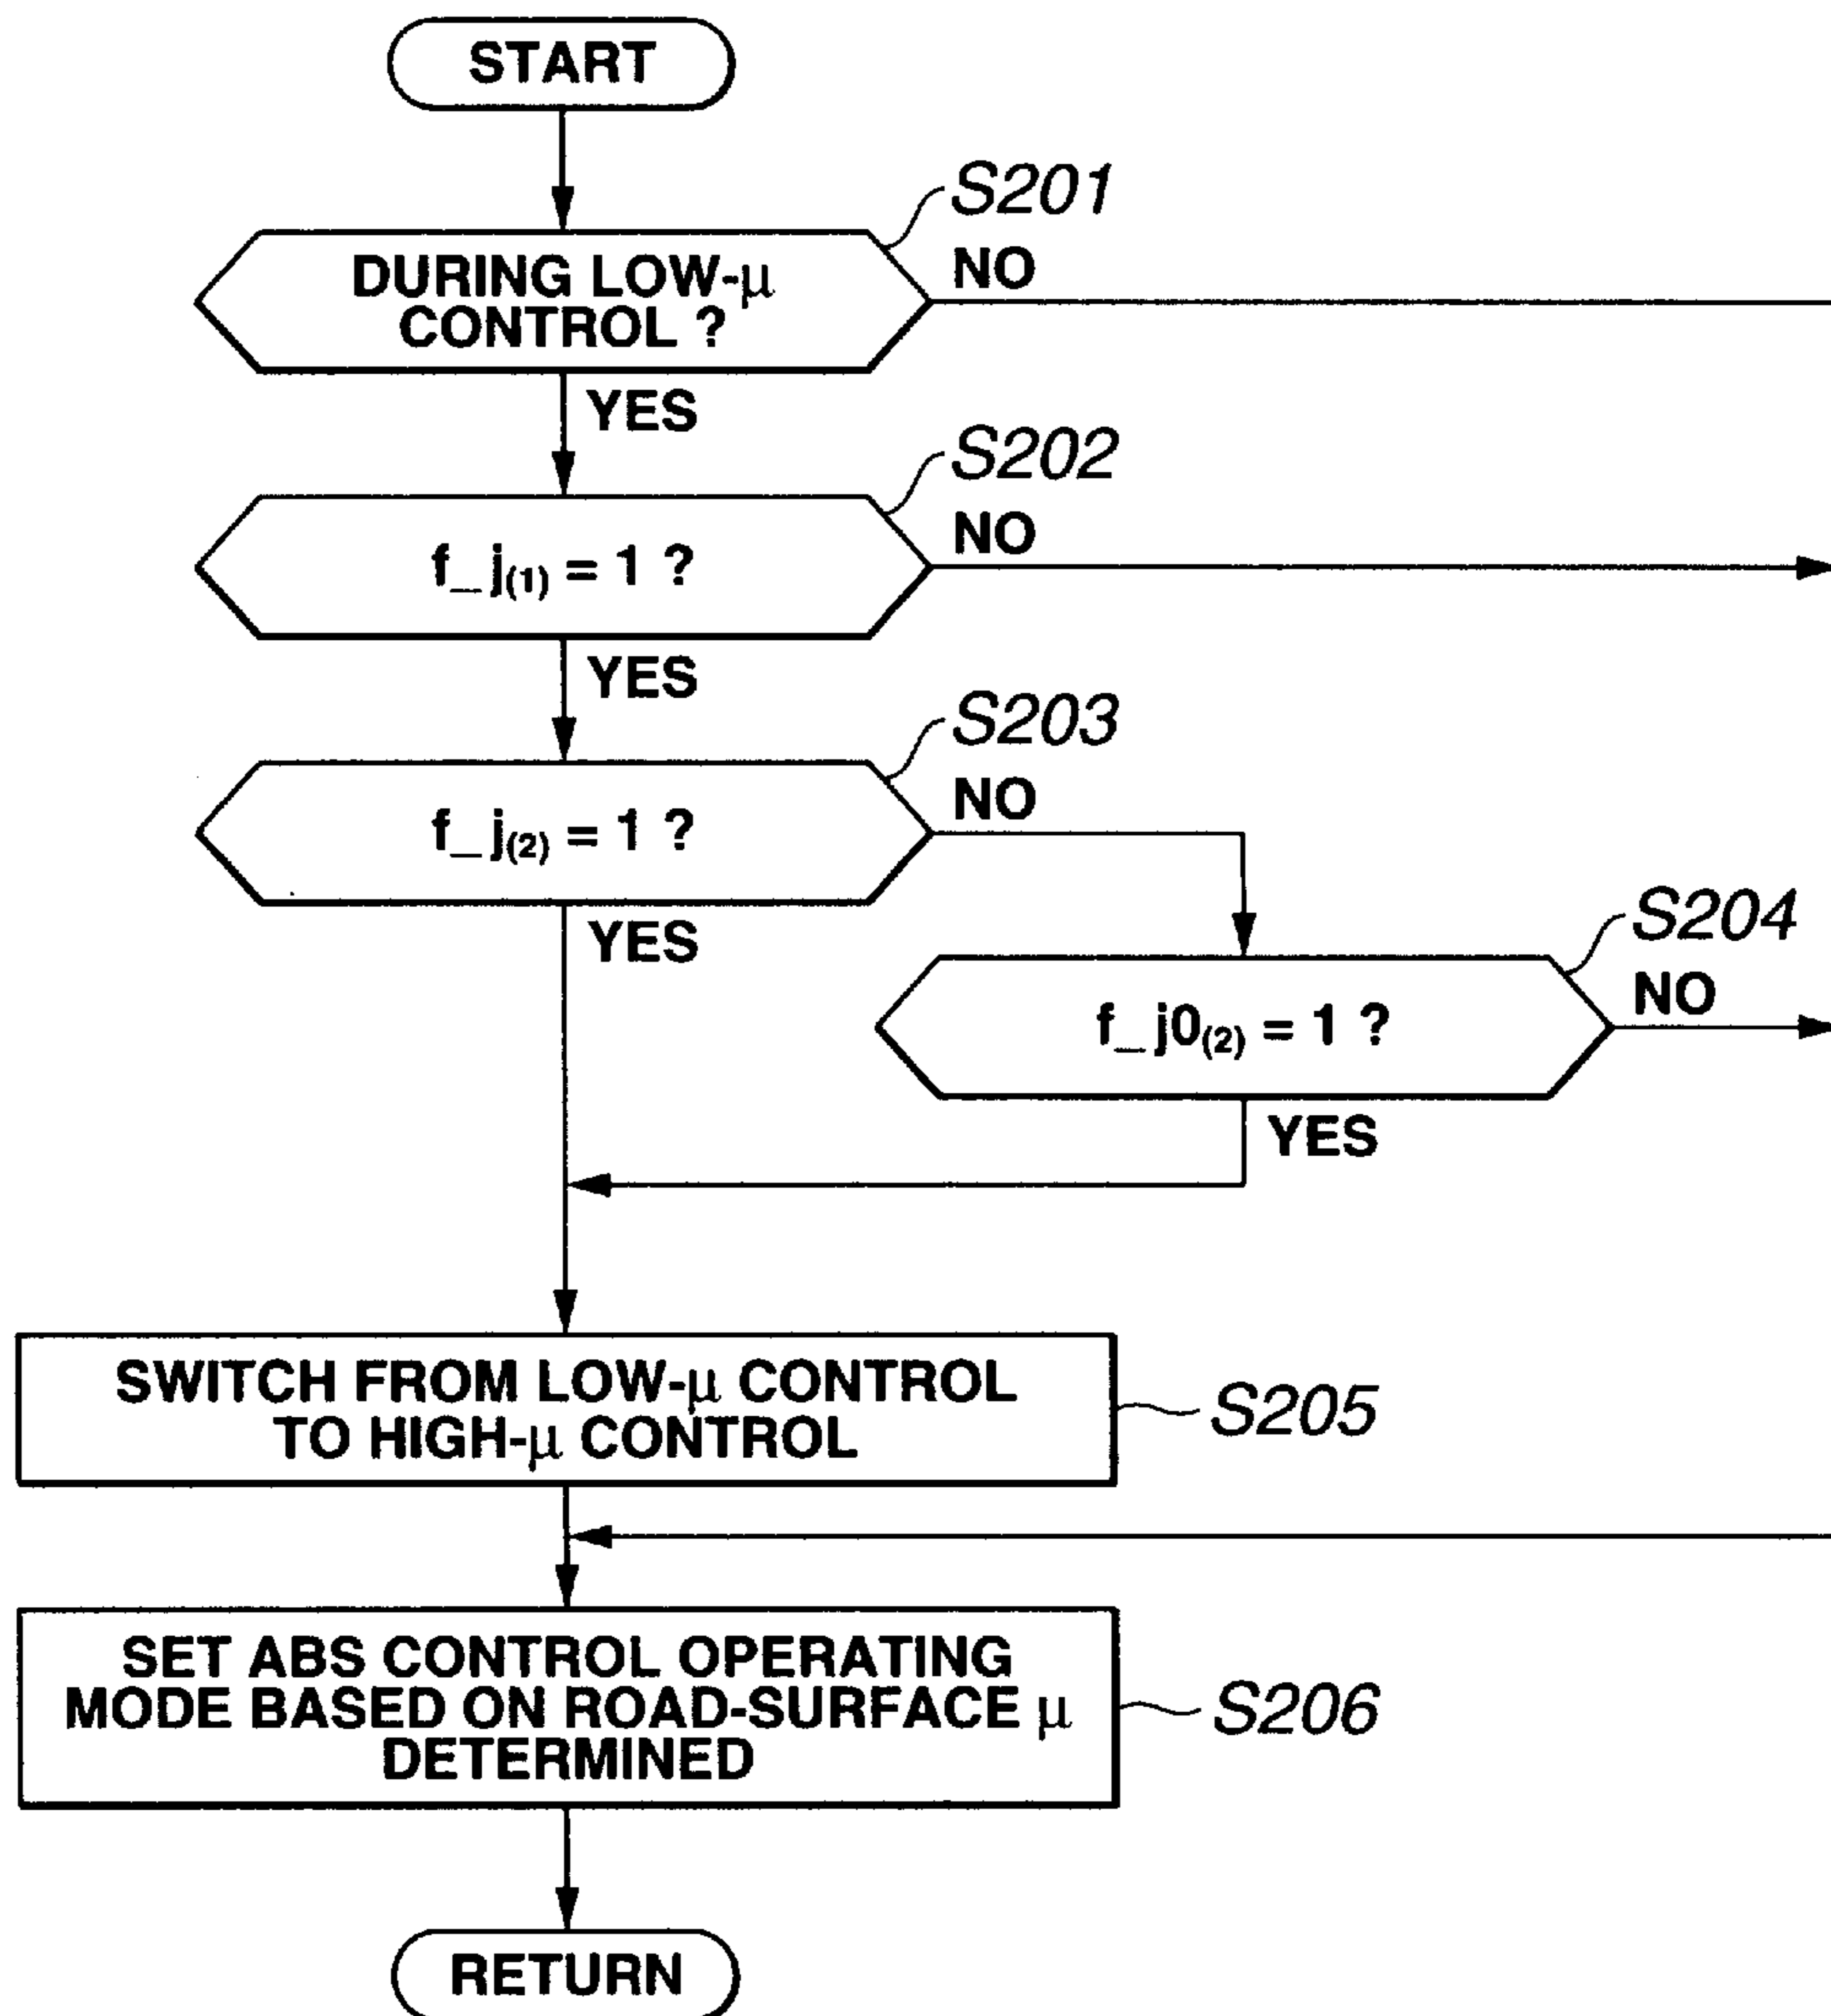 START
S201
DURING LOW-μ
CONTROL ?
NO
YES
S202
f_j(1) = 1 ?
NO
YES
S203
f_j(2) = 1 ?
NO
YES
S204
f_j0(2) = 1 ?
NO
YES
SWITCH FROM LOW-μ CONTROL
TO HIGH-μ CONTROL
S205
SET ABS CONTROL OPERATING
MODE BASED ON ROAD-SURFACE μ
DETERMINED
S206
RETURN